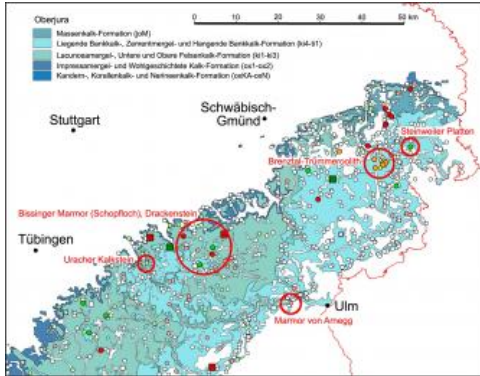 Oberjura
0 10 20 30 40 50 km
Massenkalk-Formation (joM)
Liegende Bankkalk-, Zementmergel- und Hangende Bankkalk-Formation (ki4-ti1)
Lacunosamergel-, Untere und Obere Felsenkalk-Formation (ki1-ki3)
Impressamergel- und Wohlgeschichtete Kalk-Formation (ox1-ox2)
Kandern-, Korallenkalk- und Nerineenkalk-Formation (oxKA-oxN)
Schwäbisch-
Gmünd
Stuttgart
Steinweiler Platten
Brenztal-Trümmeroolith
Bissinger Marmor (Schopfloch), Drackenstein
Tübingen
Uracher Kalkstein
Ulm
Marmor von Arnegg